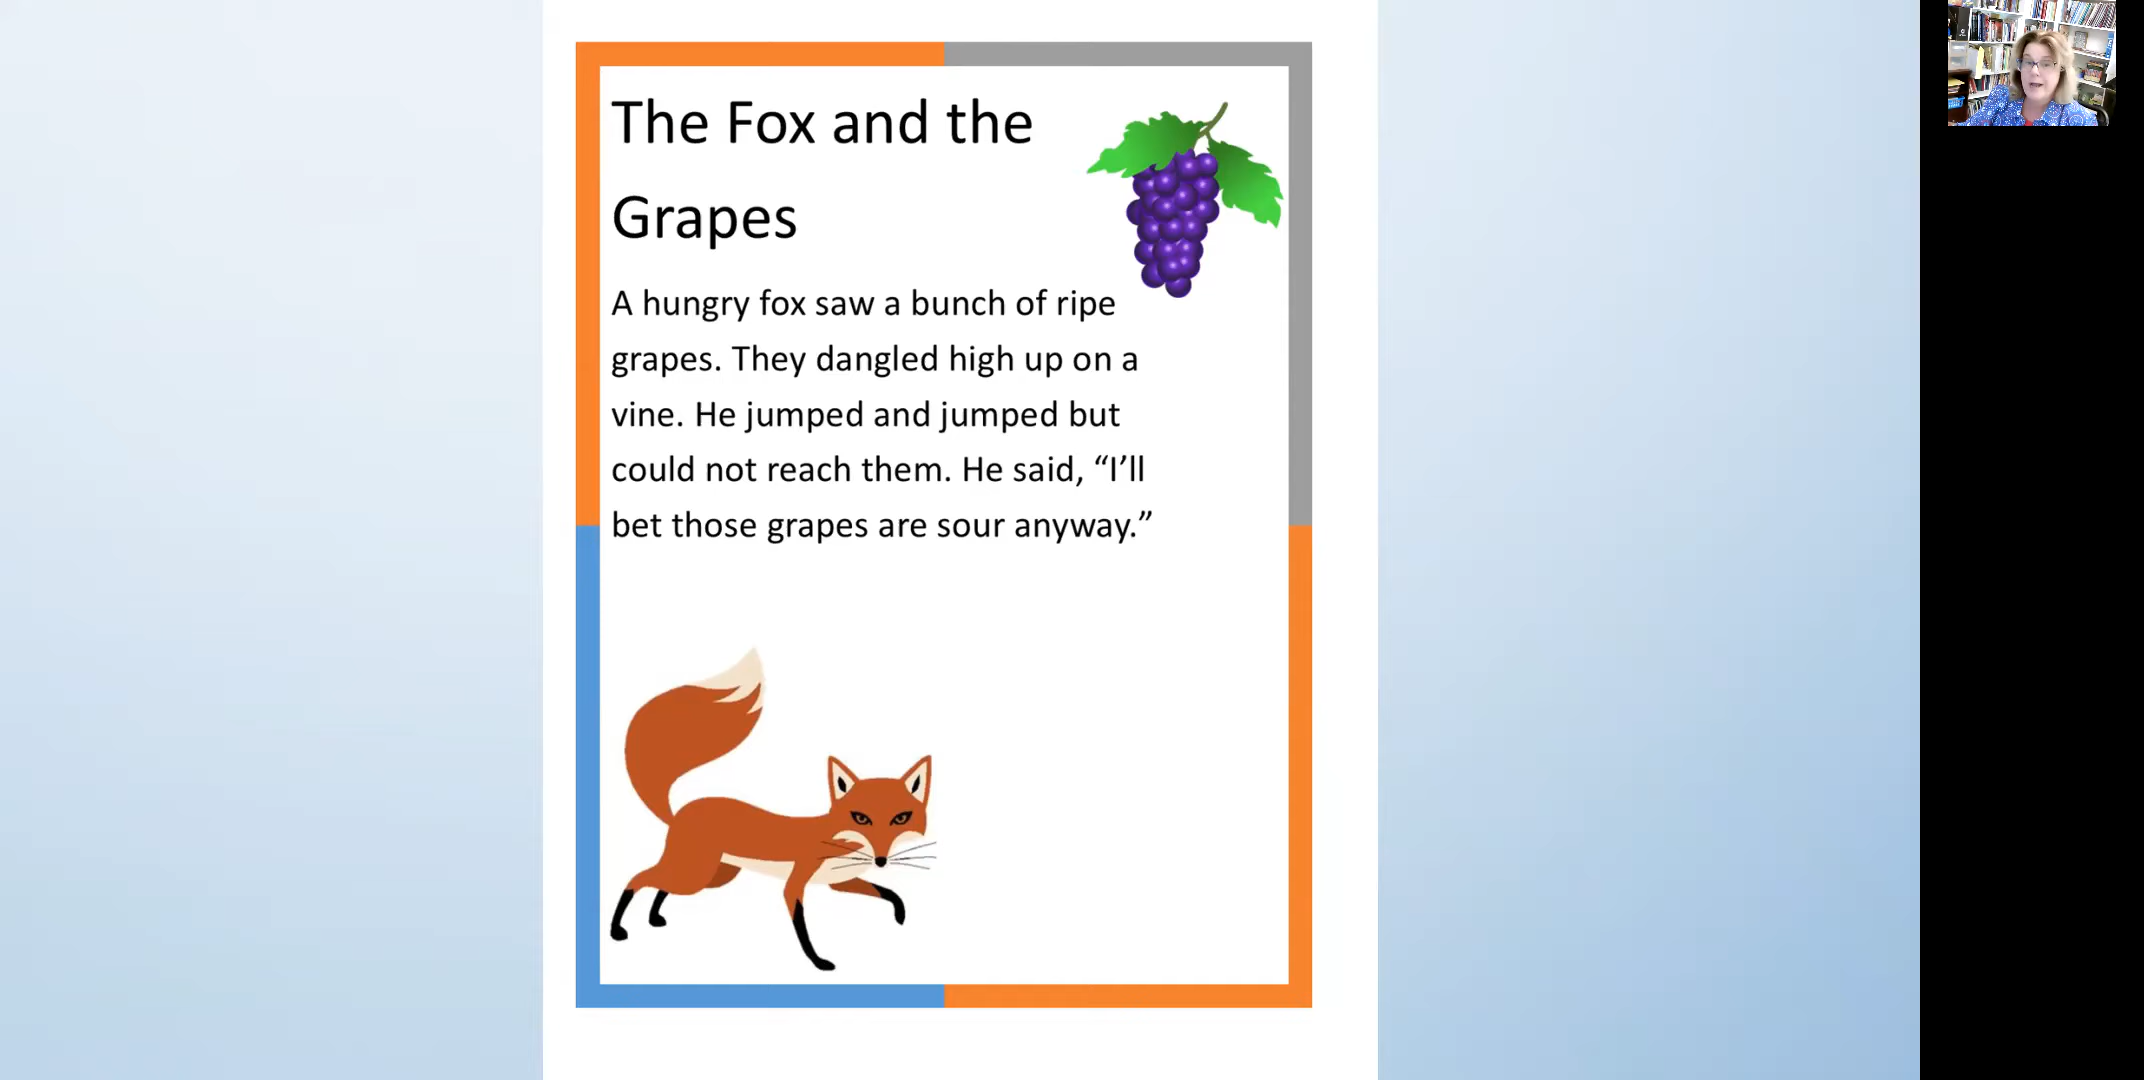 The Fox and the
Grapes
A hungry fox saw a bunch of ripe
grapes. They dangled high up on a
vine. He jumped and jumped but
could not reach them. He said, “I’ll
bet those grapes are sour anyway.”